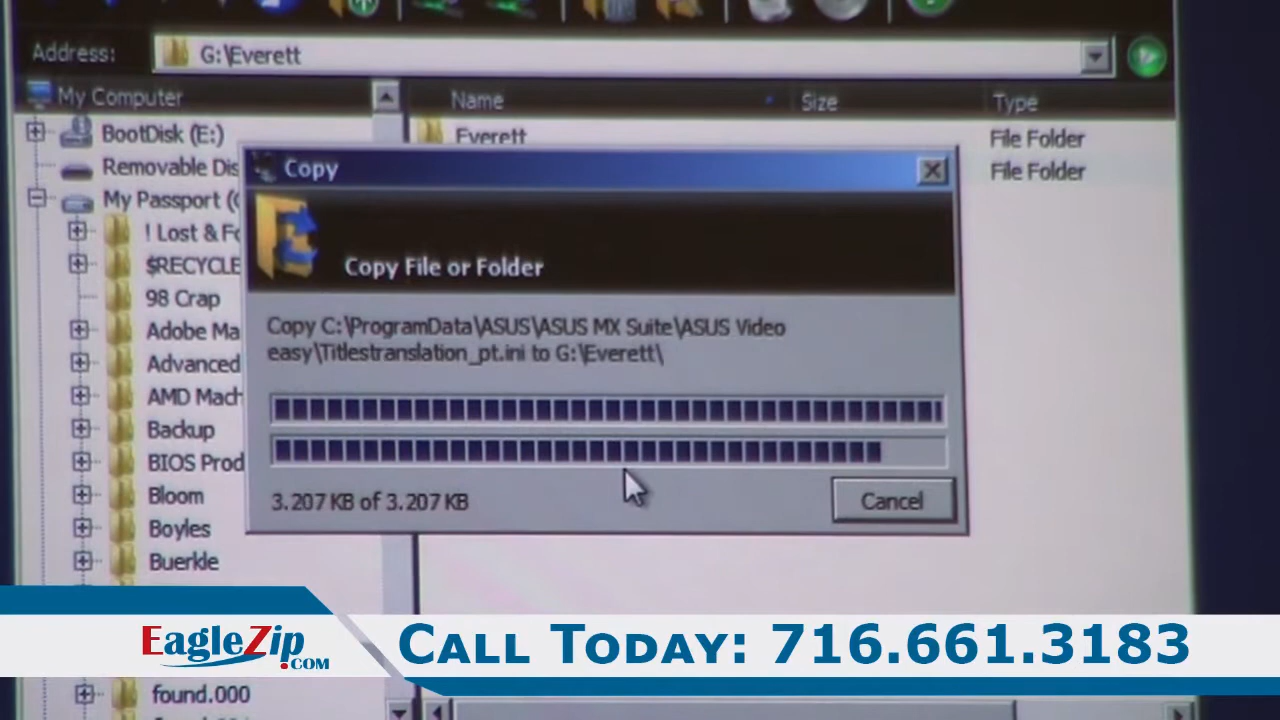 Address:
G:\Everett
My Computer
Name
Size
Type
BootDisk (E:)
Everett
File Folder
Removable Dis
File Folder
My Passport (
Copy
! Lost & Fo
$RECYCLE
Copy File or Folder
98 Crap
Adobe Ma
Copy C:\ProgramData\ASUS\ASUS MX Suite\ASUS Video
easy\Titlestranslation_pt.ini to G:\Everett\
Advanced
AMD Mach
Backup
BIOS Prod
Bloom
3.207 KB of 3.207 KB
Cancel
Boyles
Buerkle
EagleZip.com
Call Today: 716.661.3183
found.000